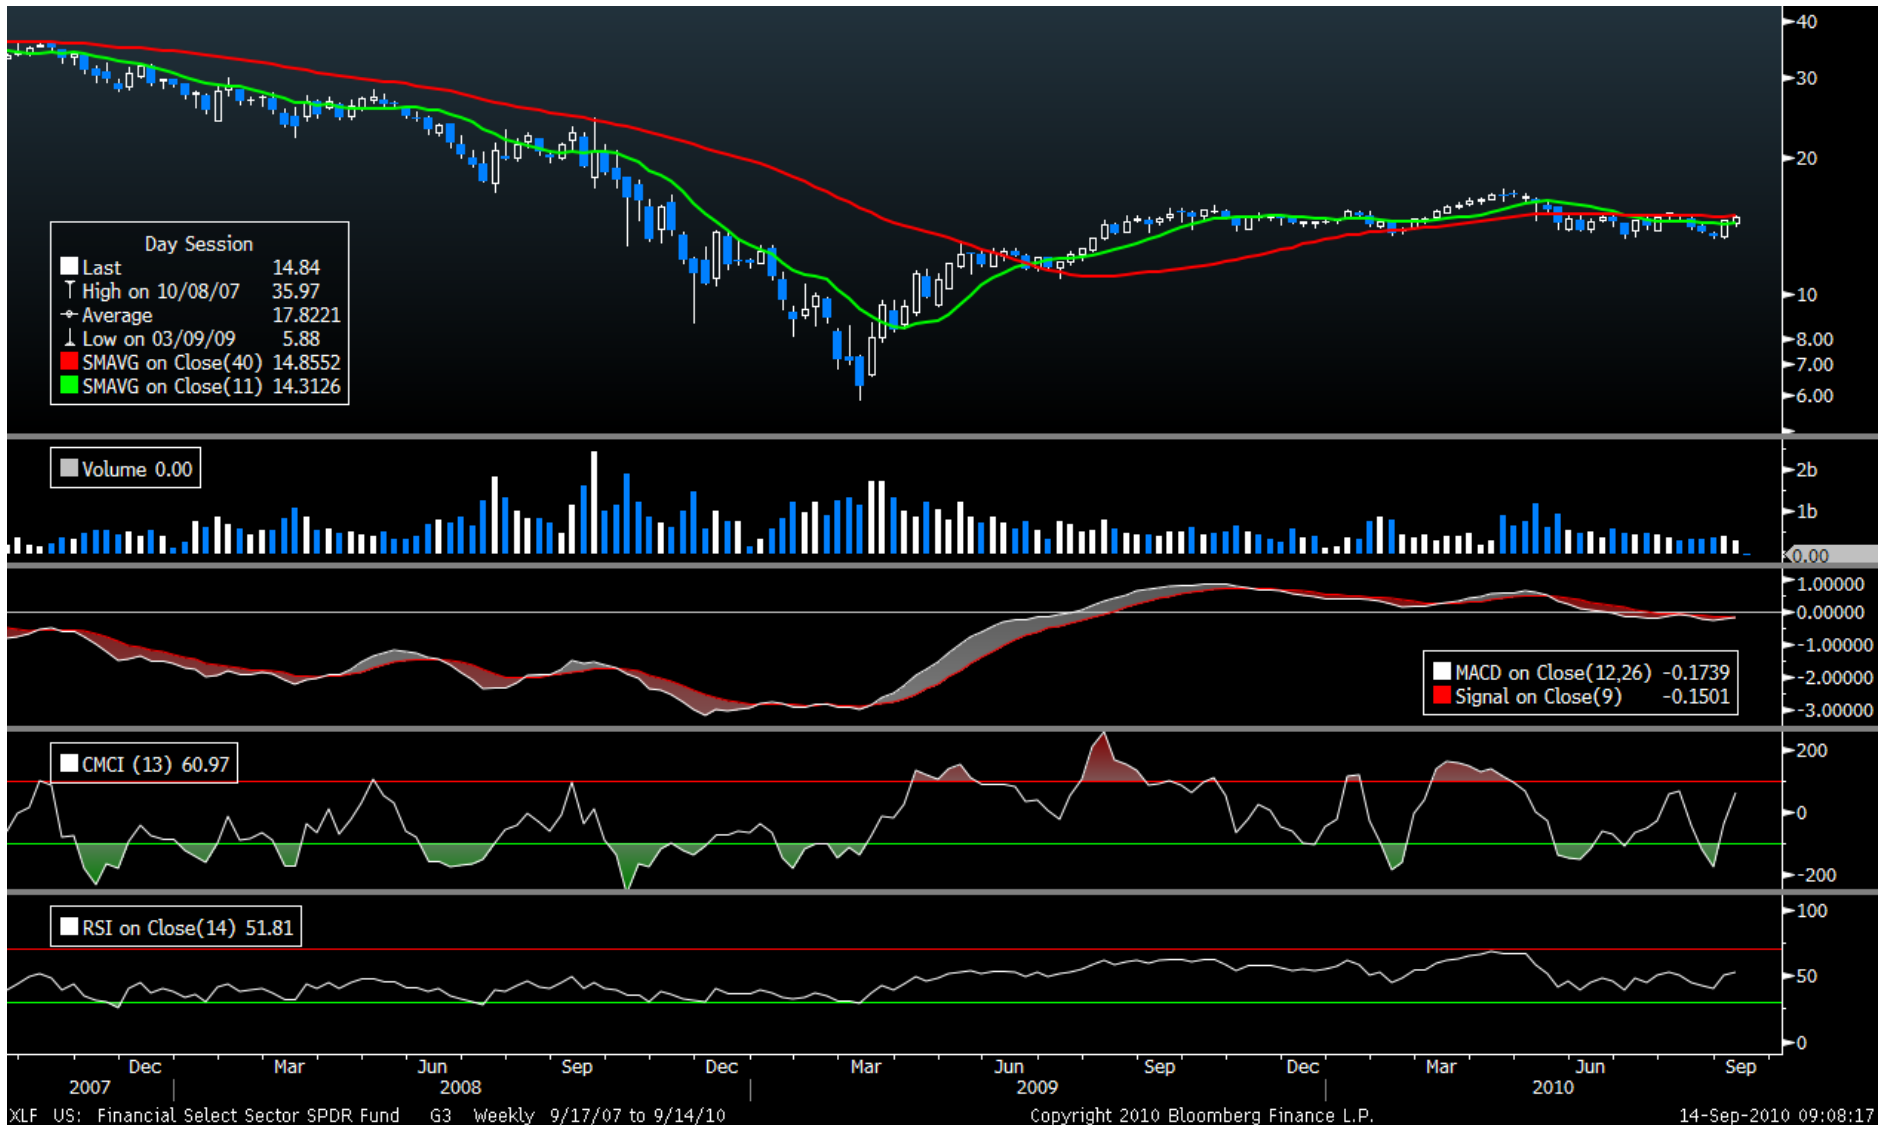 40
30
20
10
8.00
7.00
6.00
Day Session
Last 14.84
High on 10/08/07 35.97
Average 17.8221
Low on 03/09/09 5.88
SMAVG on Close(40) 14.8552
SMAVG on Close(11) 14.3126
Volume 0.00
2b
1b
0.00
1.00000
0.00000
-1.00000
-2.00000
-3.00000
MACD on Close(12,26) -0.1739
Signal on Close(9) -0.1501
CMCI (13) 60.97
200
0
-200
RSI on Close(14) 51.81
100
50
0
Dec Mar Jun Sep Dec Mar Jun Sep Dec Mar Jun Sep
2007 2008 2009 2010
XLF US: Financial Select Sector SPDR Fund G3 Weekly 9/17/07 to 9/14/10 Copyright 2010 Bloomberg Finance L.P. 14-Sep-2010 09:08:17